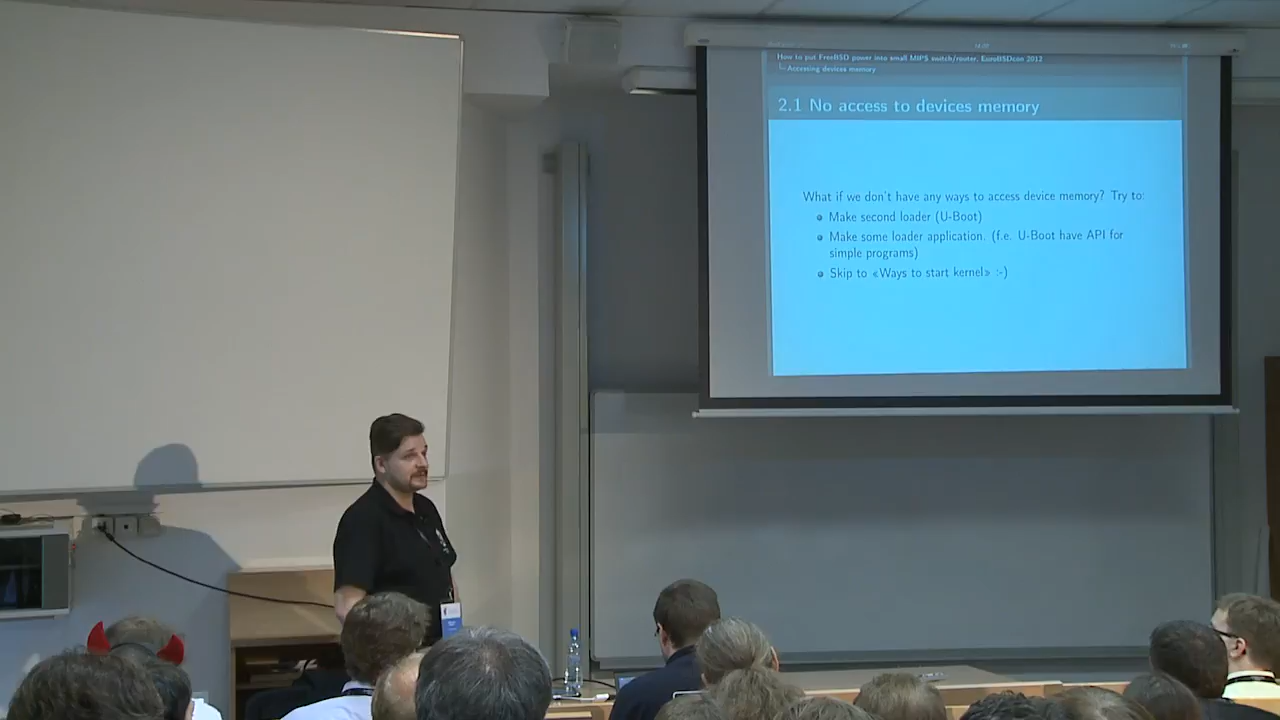 How to put FreeBSD power into small MIPS switch/router. EuroBSDcon 2012
Accessing devices memory
2.1 No access to devices memory
What if we don't have any ways to access device memory? Try to:
Make second loader (U-Boot)
Make some loader application. (f.e. U-Boot have API for
simple programs)
Skip to «Ways to start kernel» :-)